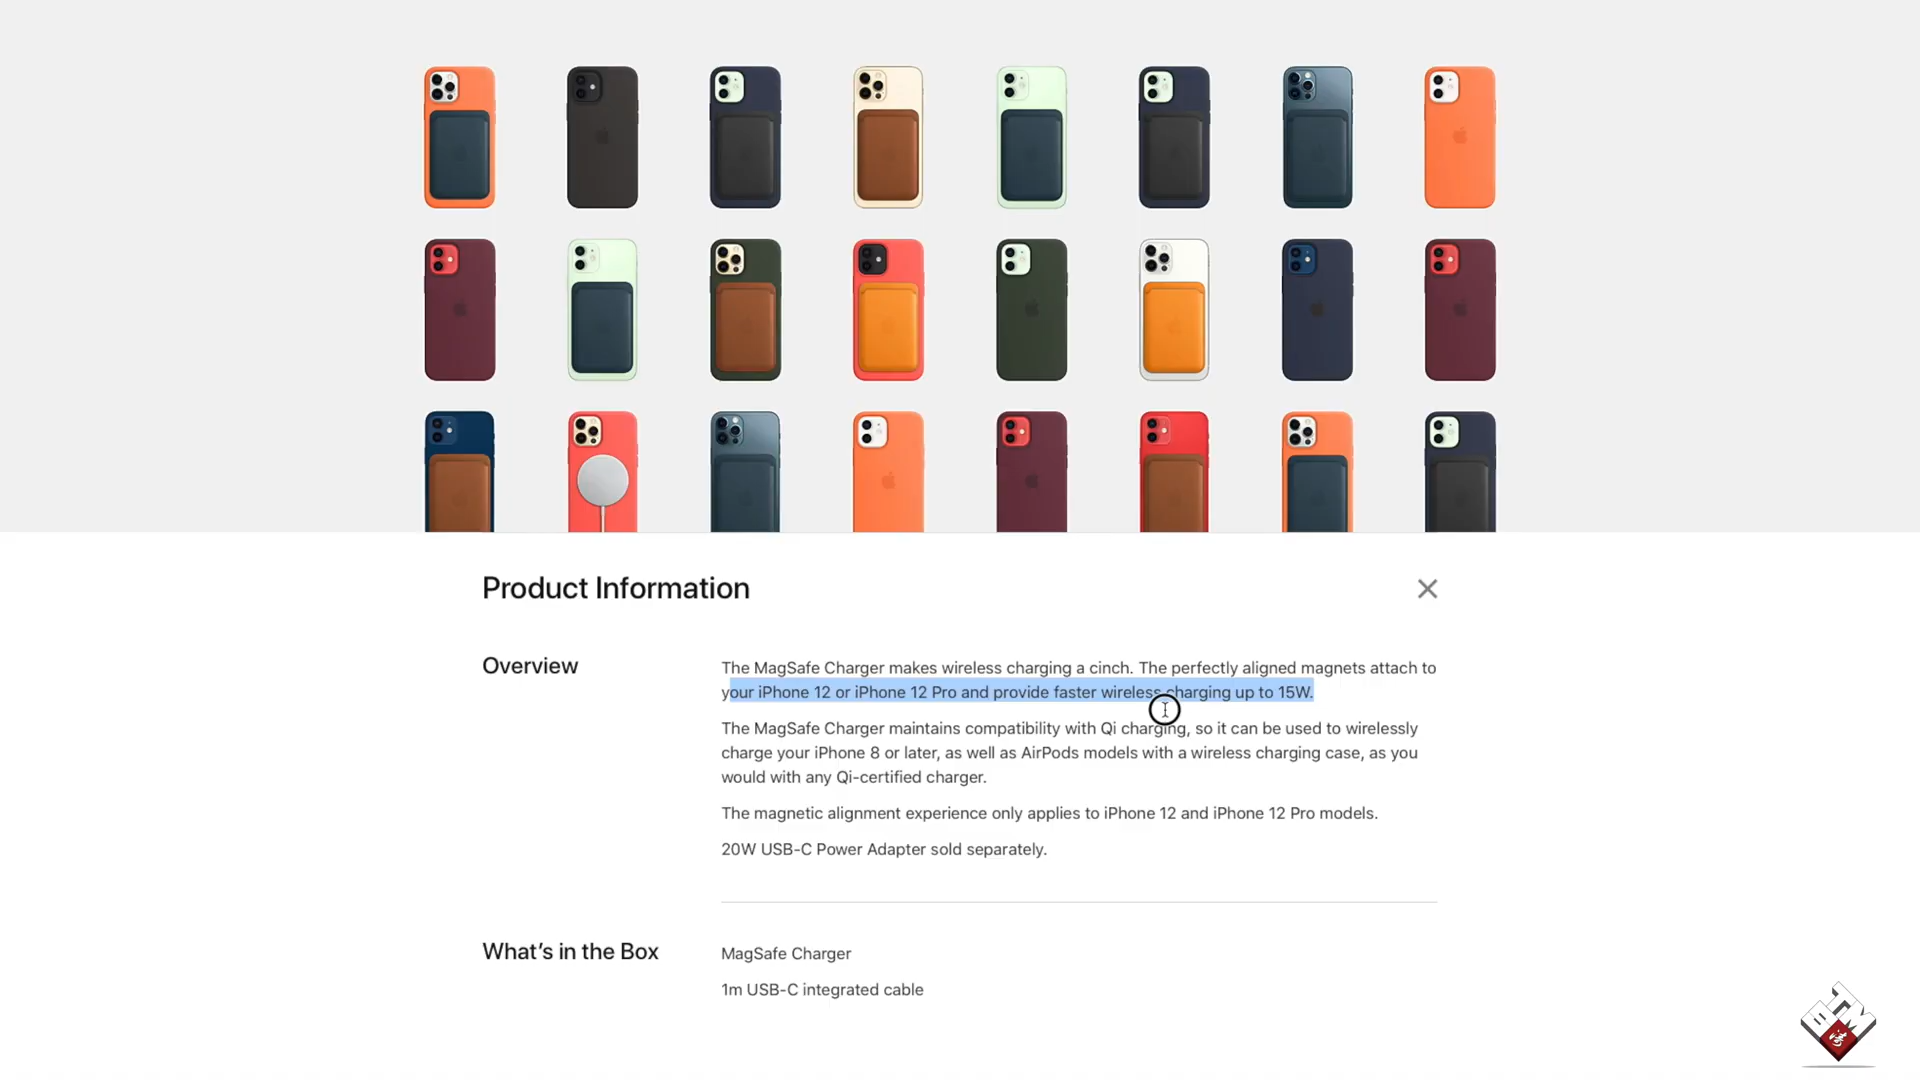 Product Information
Overview
The MagSafe Charger makes wireless charging a cinch. The perfectly aligned magnets attach to
your iPhone 12 or iPhone 12 Pro and provide faster wireless charging up to 15W.
The MagSafe Charger maintains compatibility with Qi charging, so it can be used to wirelessly
charge your iPhone 8 or later, as well as AirPods models with a wireless charging case, as you
would with any Qi-certified charger.
The magnetic alignment experience only applies to iPhone 12 and iPhone 12 Pro models.
20W USB-C Power Adapter sold separately.
What's in the Box
MagSafe Charger
1m USB-C integrated cable